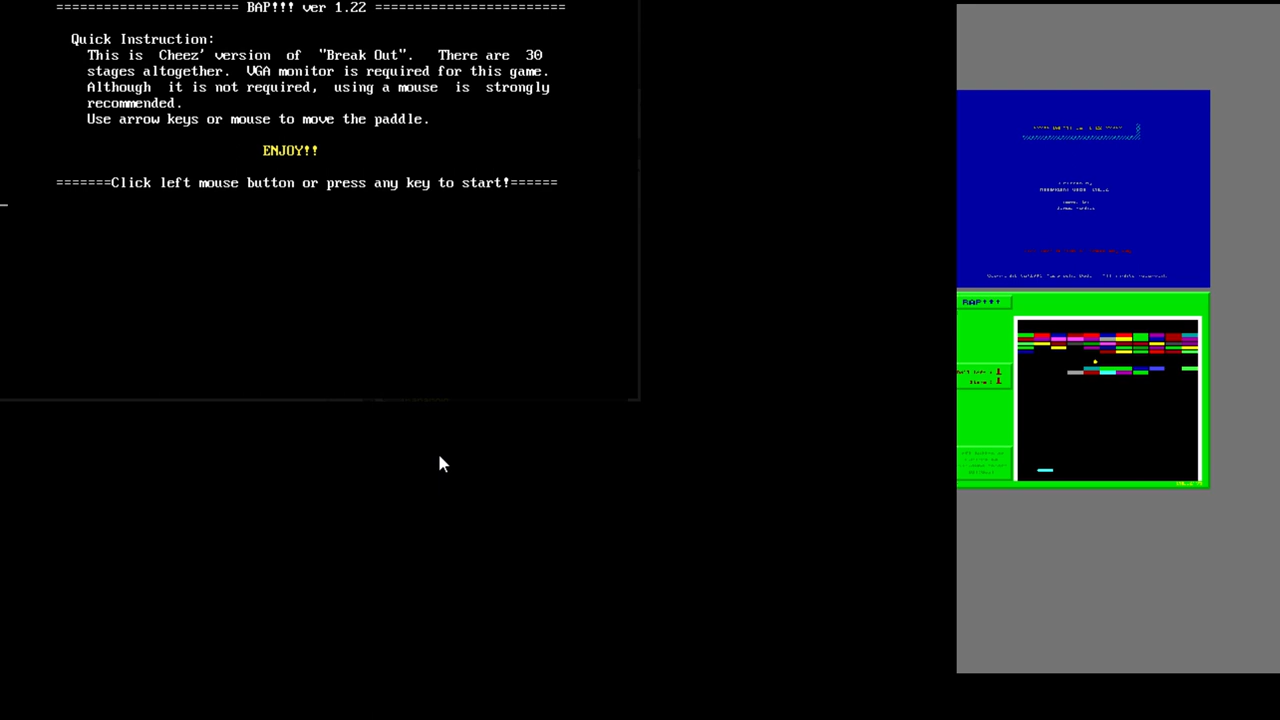 ======================= BAP!!! ver 1.22 ========================
Quick Instruction:
This is Cheez' version of "Break Out". There are 30
stages altogether. VGA monitor is required for this game.
Although it is not required, using a mouse is strongly
recommended.
Use arrow keys or mouse to move the paddle.
ENJOY!!
=======Click left mouse button or press any key to start!======
BAP!!!